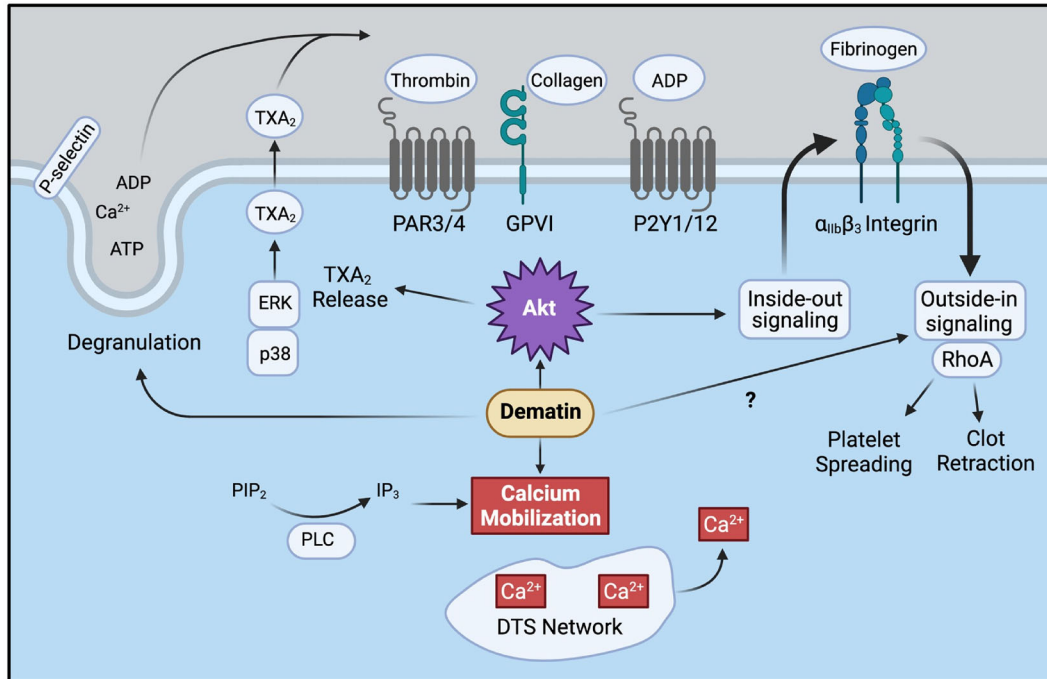 Fibrinogen
Thrombin
Collagen
ADP
TXA₂
P-selectin
ADP
Ca²⁺
ATP
TXA₂
PAR3/4
GPVI
P2Y1/12
αIIbβ₃ Integrin
TXA₂
Release
ERK
p38
Akt
Inside-out
signaling
Outside-in
signaling
RhoA
Degranulation
Dematin
?
Platelet
Spreading
Clot
Retraction
PIP₂
IP₃
PLC
Calcium
Mobilization
Ca²⁺
Ca²⁺
Ca²⁺
DTS Network